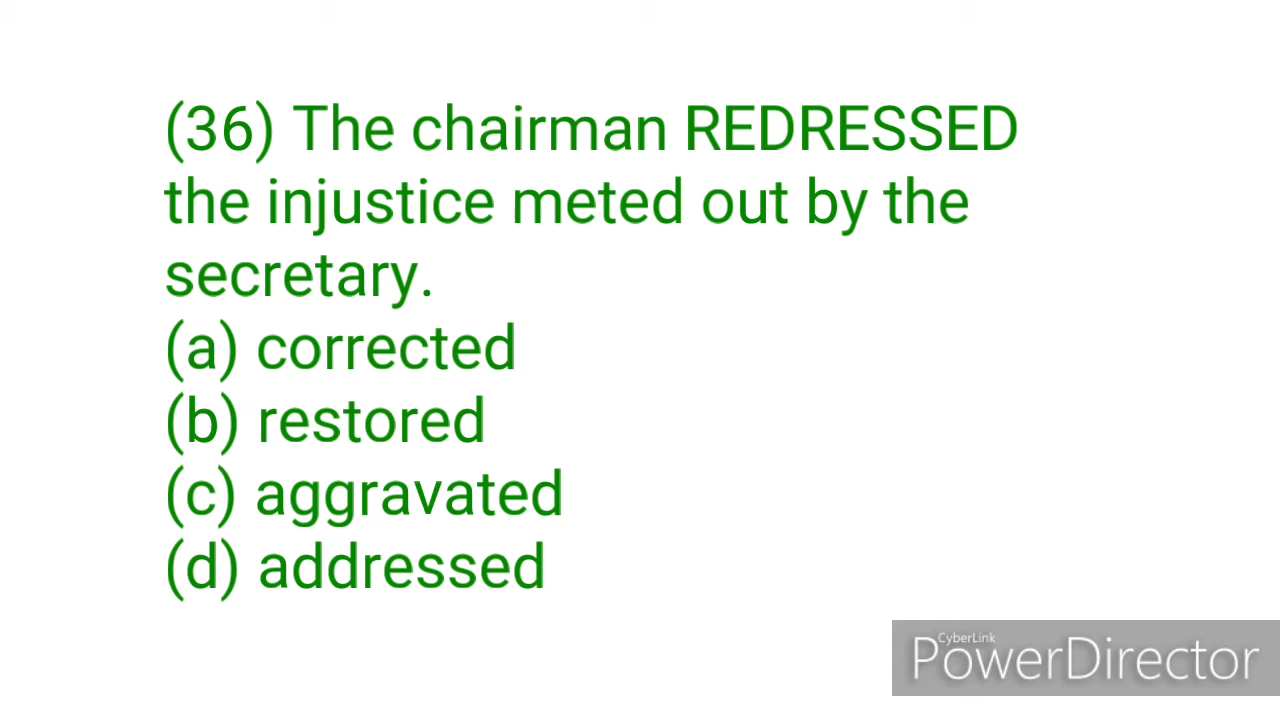 (36) The chairman REDRESSED
the injustice meted out by the
secretary.
(a) corrected
(b) restored
(c) aggravated
(d) addressed
CyberLink
PowerDirector